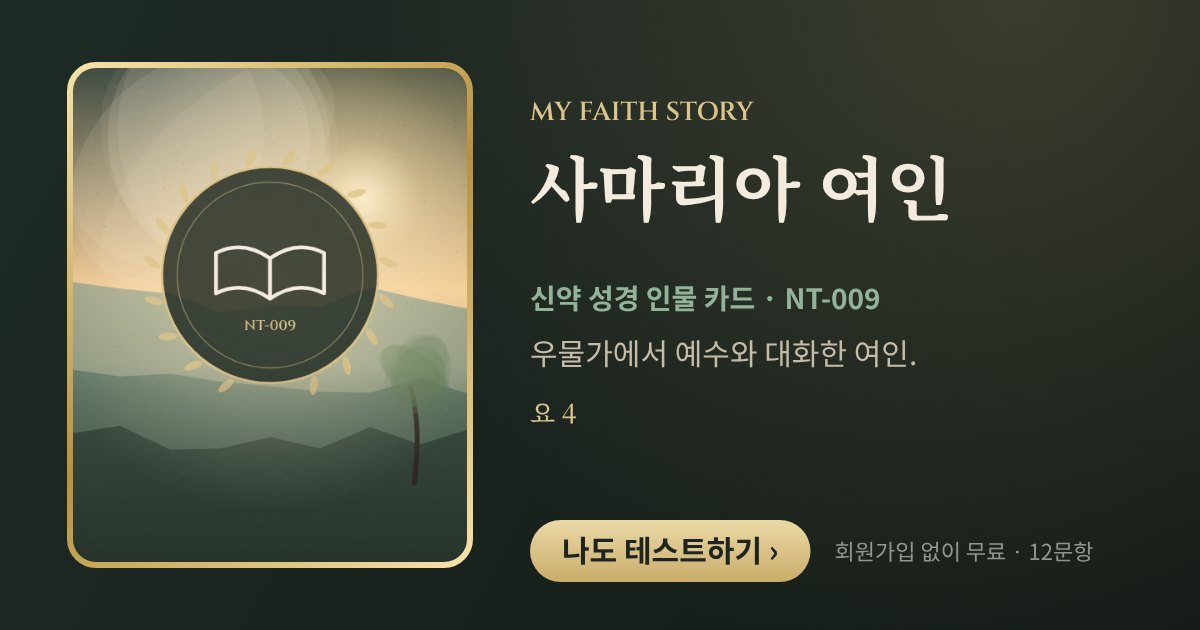 NT-009
MY FAITH STORY
사마리아 여인
신약 성경 인물 카드 · NT-009
우물가에서 예수와 대화한 여인.
요 4
나도 테스트하기 ›
회원가입 없이 무료 · 12문항